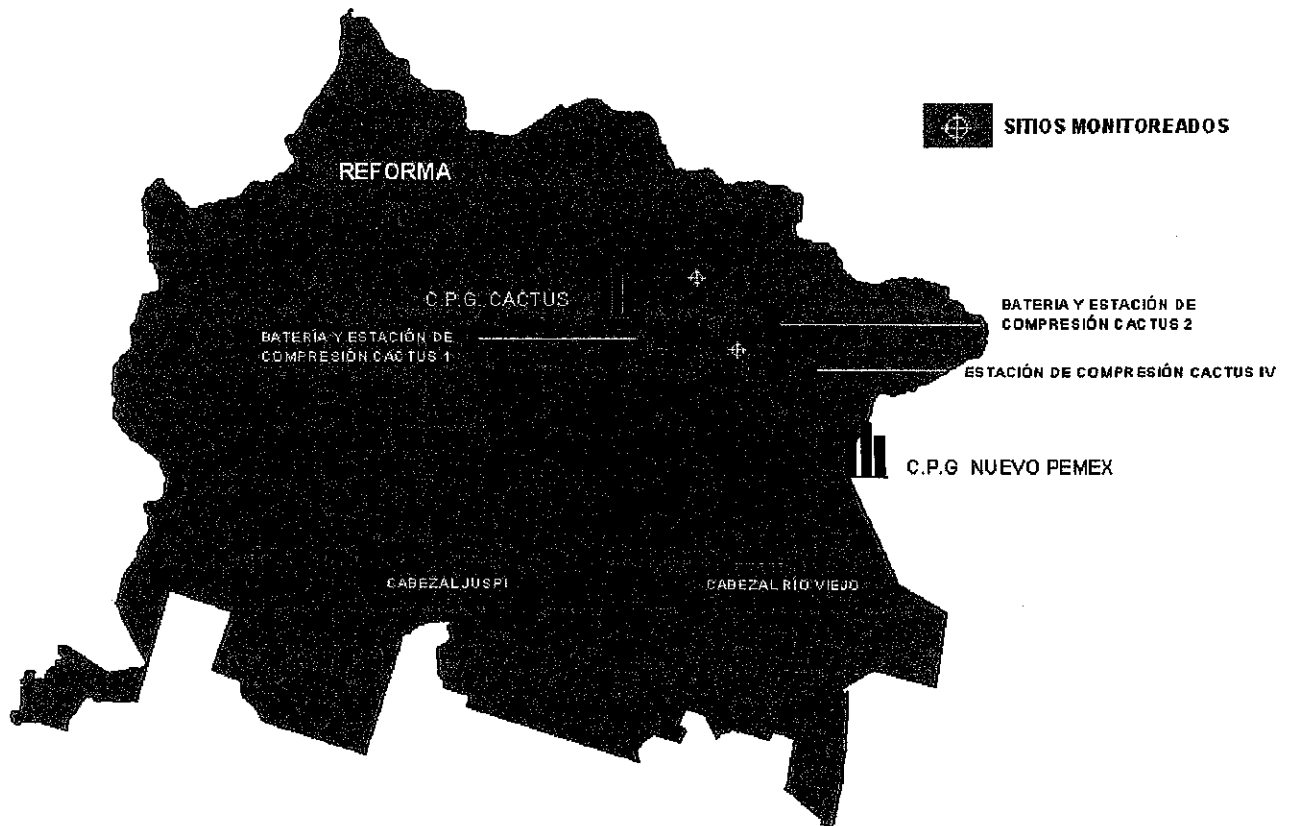 SITIOS MONITOREADOS
REFORMA
C.P.G. CACTUS
BATERÍA Y ESTACIÓN DE
COMPRESIÓN CACTUS 1
BATERIA Y ESTACIÓN DE
COMPRESIÓN CACTUS 2
ESTACIÓN DE COMPRESIÓN CACTUS IV
C.P.G NUEVO PEMEX
CABEZAL JUSPI
CABEZAL RÍO VIEJO